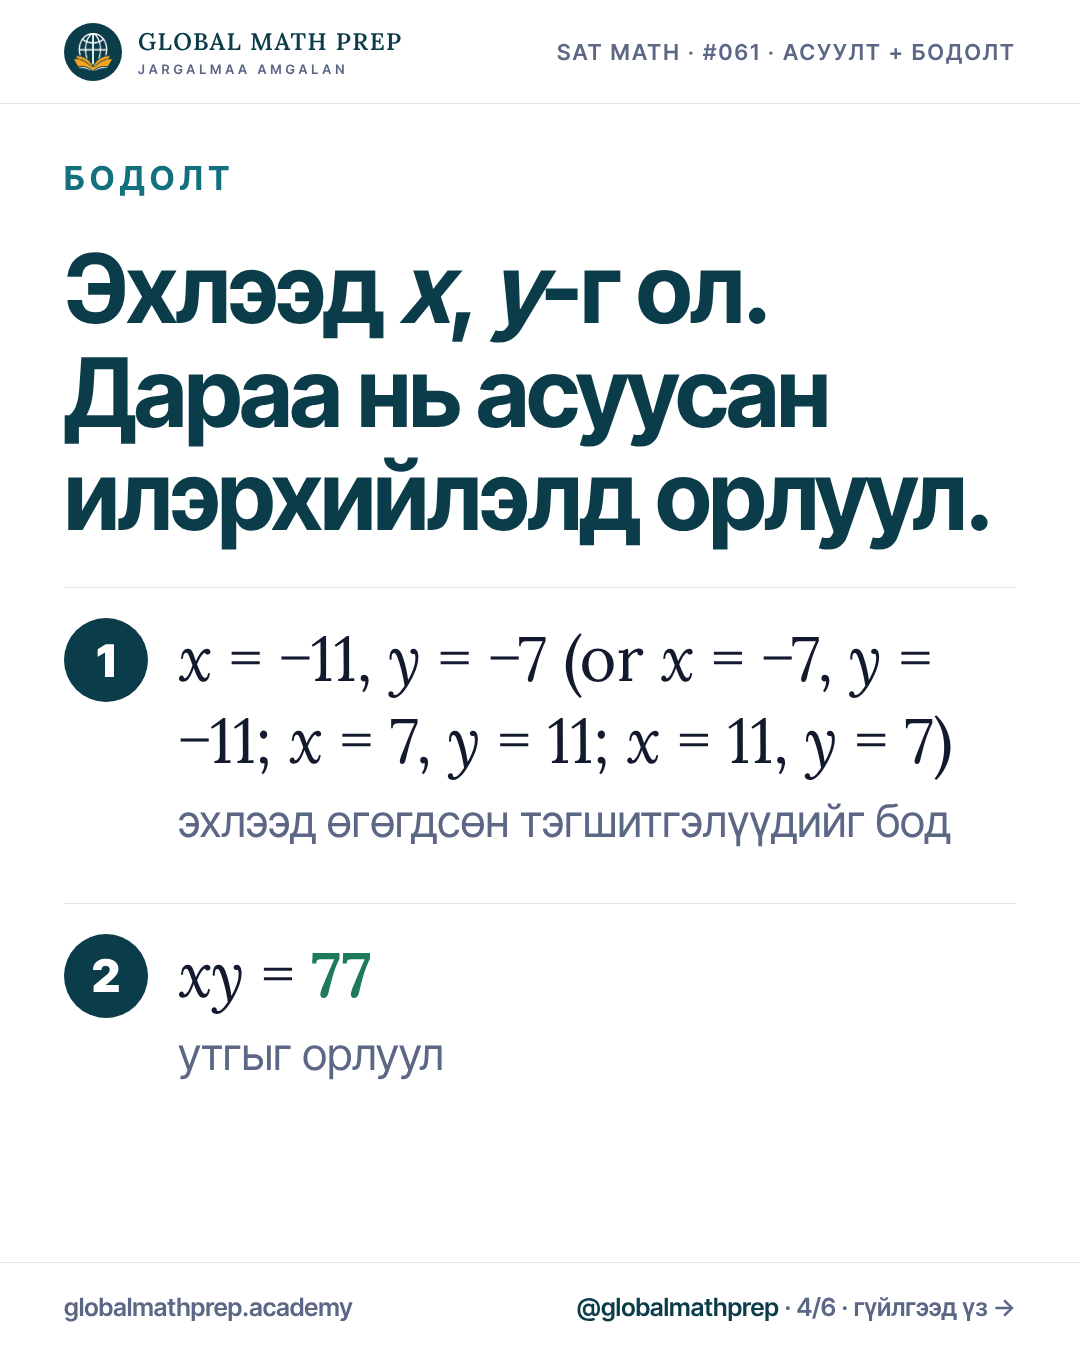 GLOBAL MATH PREP
JARGALMAA AMGALAN
SAT MATH · #061 · АСУУЛТ + БОДОЛТ
БОДОЛТ
Эхлээд x, y-г ол.
Дараа нь асуусан
илэрхийлэлд орлуул.
1
x = −11, y = −7 (or x = −7, y =
−11; x = 7, y = 11; x = 11, y = 7)
эхлээд өгөгдсөн тэгшитгэлүүдийг бод
2
xy = 77
утгыг орлуул
globalmathprep.academy
@globalmathprep · 4/6 · гүйлгээд үз →